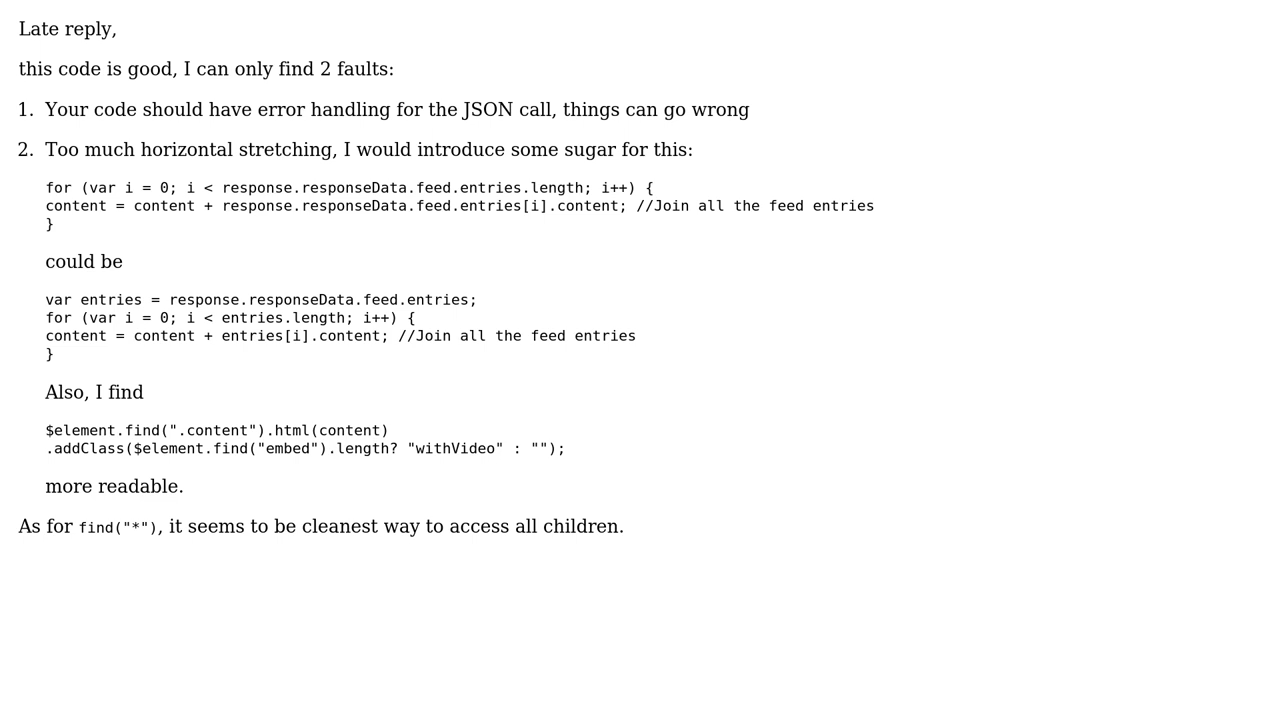 Late reply,
this code is good, I can only find 2 faults:
1. Your code should have error handling for the JSON call, things can go wrong
2. Too much horizontal stretching, I would introduce some sugar for this:
for (var i = 0; i < response.responseData.feed.entries.length; i++) {
content = content + response.responseData.feed.entries[i].content; //Join all the feed entries
}
could be
var entries = response.responseData.feed.entries;
for (var i = 0; i < entries.length; i++) {
content = content + entries[i].content; //Join all the feed entries
}
Also, I find
$element.find(".content").html(content)
.addClass($element.find("embed").length? "withVideo" : "");
more readable.
As for find("*"), it seems to be cleanest way to access all children.